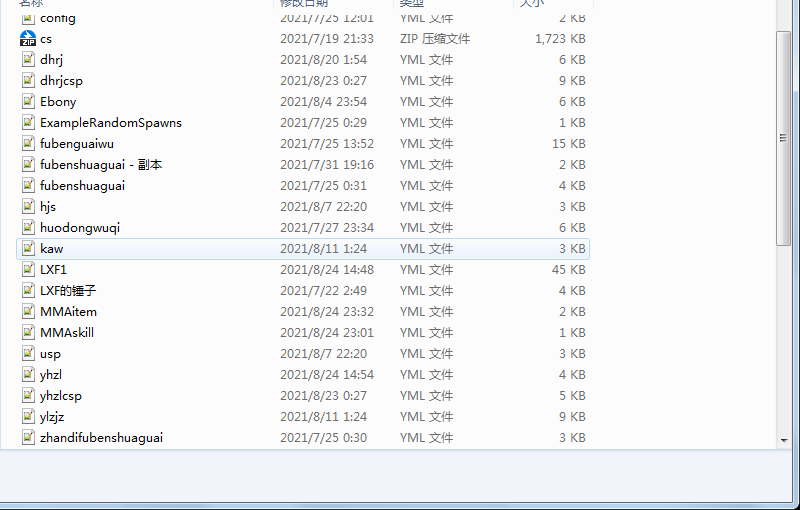 名称 修改日期 类型 大小
config 2021/7/25 12:01 YML 文件 2 KB
cs 2021/7/19 21:33 ZIP 压缩文件 1,723 KB
dhrj 2021/8/20 1:54 YML 文件 6 KB
dhrjcsp 2021/8/23 0:27 YML 文件 9 KB
Ebony 2021/8/4 23:54 YML 文件 6 KB
ExampleRandomSpawns 2021/7/25 0:29 YML 文件 1 KB
fubenguaiwu 2021/7/25 13:52 YML 文件 15 KB
fubenshuaguai - 副本 2021/7/31 19:16 YML 文件 2 KB
fubenshuaguai 2021/7/25 0:31 YML 文件 4 KB
hjs 2021/8/7 22:20 YML 文件 3 KB
huodongwuqi 2021/7/27 23:34 YML 文件 6 KB
kaw 2021/8/11 1:24 YML 文件 3 KB
LXF1 2021/8/24 14:48 YML 文件 45 KB
LXF的锤子 2021/7/22 2:49 YML 文件 4 KB
MMAitem 2021/8/24 23:32 YML 文件 2 KB
MMAskill 2021/8/24 23:01 YML 文件 1 KB
usp 2021/8/7 22:20 YML 文件 3 KB
yhzl 2021/8/24 14:54 YML 文件 4 KB
yhzlcsp 2021/8/23 0:27 YML 文件 5 KB
ylzjz 2021/8/11 1:24 YML 文件 9 KB
zhandifubenshuaguai 2021/7/25 0:30 YML 文件 3 KB